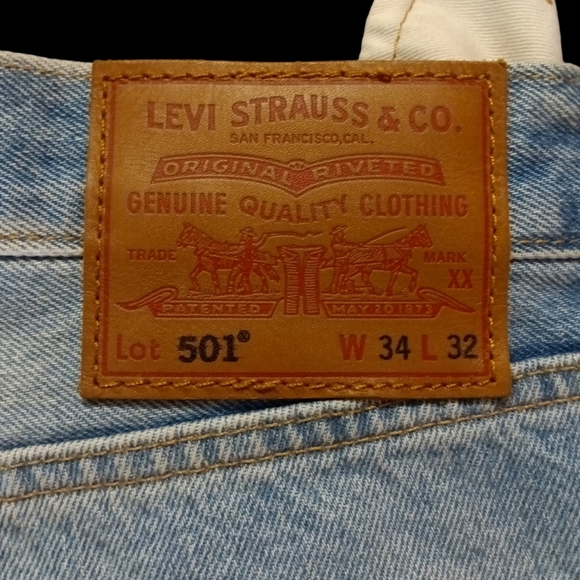 LEVI STRAUSS & CO.
SAN FRANCISCO, CAL.
ORIGINAL RIVETED
GENUINE QUALITY CLOTHING
TRADE MARK
XX
PATENTED MAY 20 1873
Lot 501® W 34 L 32